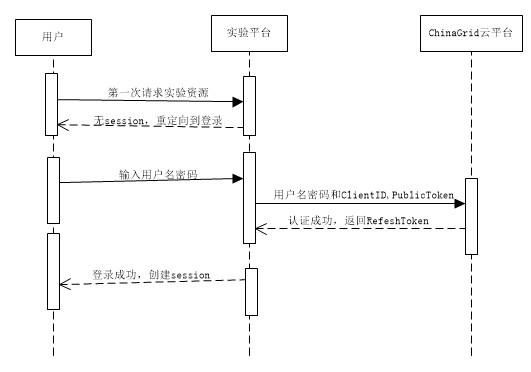 用户
实验平台
ChinaGrid云平台
第一次请求实验资源
无session，重定向到登录
输入用户名密码
用户名密码和ClientID,PublicToken
认证成功，返回RefeshToken
登录成功，创建session